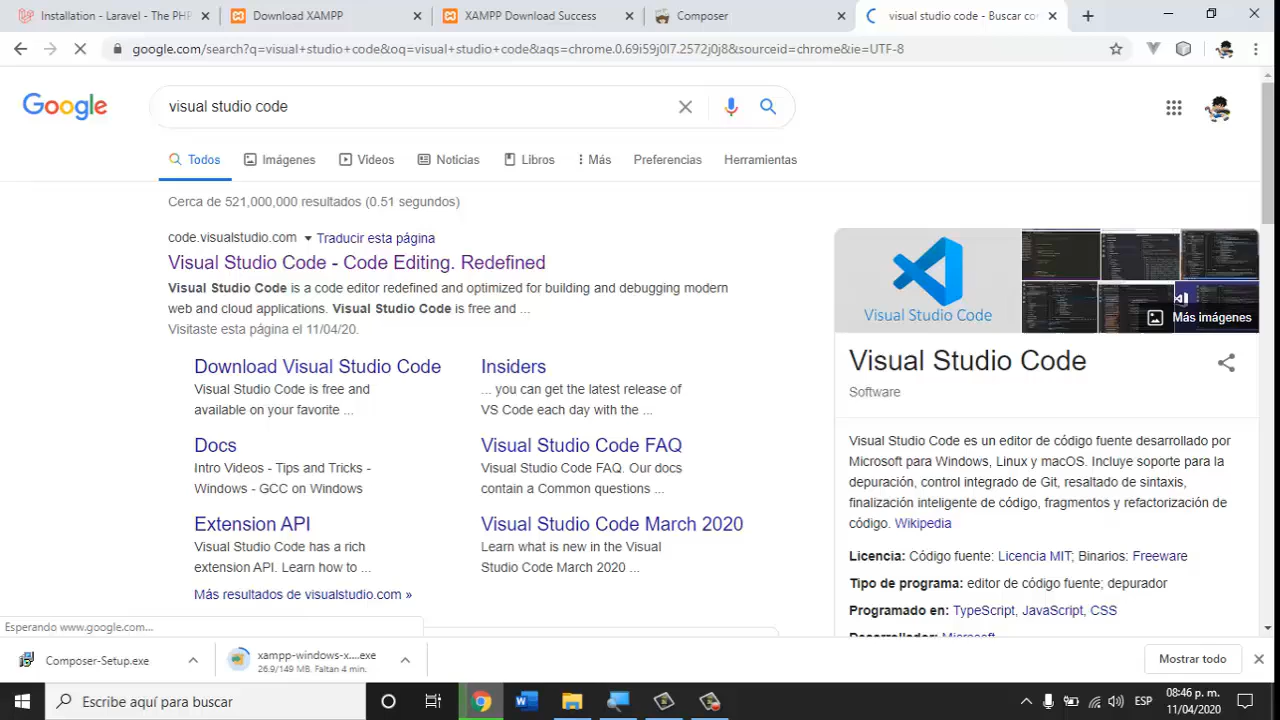 Installation - Laravel - The PHP
Download XAMPP
XAMPP Download Success
Composer
visual studio code - Buscar co
google.com/search?q=visual+studio+code&oq=visual+studio+code&aqs=chrome.0.69i59j0l7.2572j0j8&sourceid=chrome&ie=UTF-8
Google
visual studio code
Todos
Imágenes
Videos
Noticias
Libros
Más
Preferencias
Herramientas
Cerca de 521,000,000 resultados (0.51 segundos)
code.visualstudio.com
Traducir esta página
Visual Studio Code - Code Editing. Redefined
Visual Studio Code is a code editor redefined and optimized for building and debugging modern
web and cloud applications. Visual Studio Code is free and ...
Visitaste esta página el 11/04/20.
Download Visual Studio Code
Visual Studio Code is free and
available on your favorite ...
Insiders
... you can get the latest release of
VS Code each day with the ...
Docs
Intro Videos - Tips and Tricks -
Windows - GCC on Windows
Visual Studio Code FAQ
Visual Studio Code FAQ. Our docs
contain a Common questions ...
Extension API
Visual Studio Code has a rich
extension API. Learn how to ...
Visual Studio Code March 2020
Learn what is new in the Visual
Studio Code March 2020 ...
Más resultados de visualstudio.com »
Visual Studio Code
Más imágenes
Visual Studio Code
Software
Visual Studio Code es un editor de código fuente desarrollado por
Microsoft para Windows, Linux y macOS. Incluye soporte para la
depuración, control integrado de Git, resaltado de sintaxis,
finalización inteligente de código, fragmentos y refactorización de
código. Wikipedia
Licencia: Código fuente: Licencia MIT; Binarios: Freeware
Tipo de programa: editor de código fuente; depurador
Programado en: TypeScript, JavaScript, CSS
Desarrollador: Microsoft
Esperando www.google.com...
Composer-Setup.exe
xampp-windows-x....exe
26.9/149 MB. Faltan 4 min.
Mostrar todo
Escribe aquí para buscar
ESP
08:46 p. m.
11/04/2020